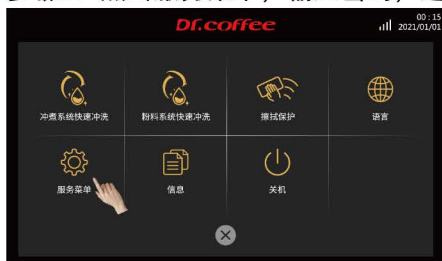 Dr.coffee
00 : 15
2021/01/01
冲煮系统快速冲洗
粉料系统快速冲洗
擦拭保护
语言
服务菜单
信息
关机